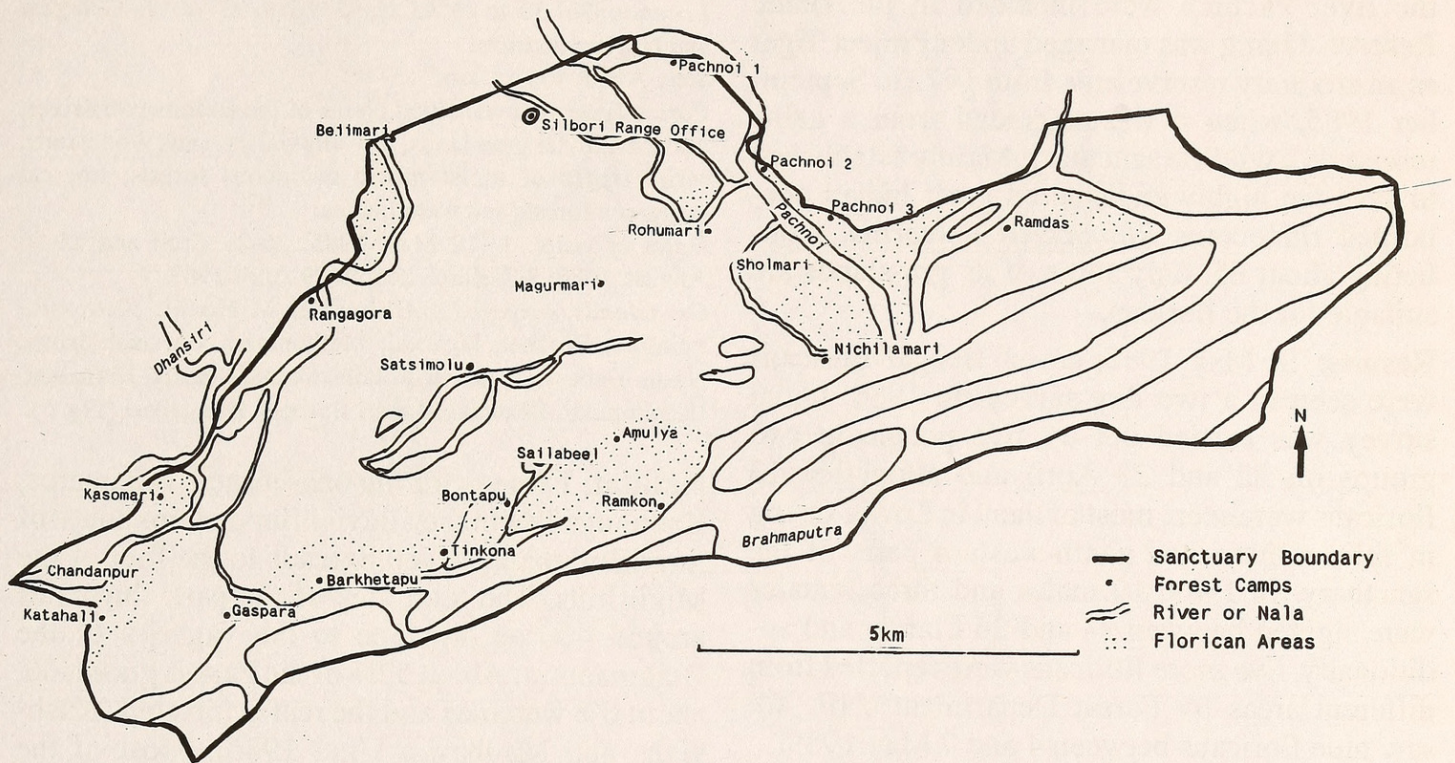 Pachnoi 1
Silbori Range Office
Bejimari
Pachnoi 2
Pachnoi 3
Pachnoi
Ramdas
Rohumari
Sholmari
Magurmari
Rangagora
Dhansiri
Satsimolu
Nichilamari
Amulya
Sailabeel
Kasomari
Bontapu
Ramkon
Brahmaputra
Tinkona
Chandanpur
Barkhetapu
Katahali
Gaspara
N
Sanctuary Boundary
Forest Camps
River or Nala
Florican Areas
5km